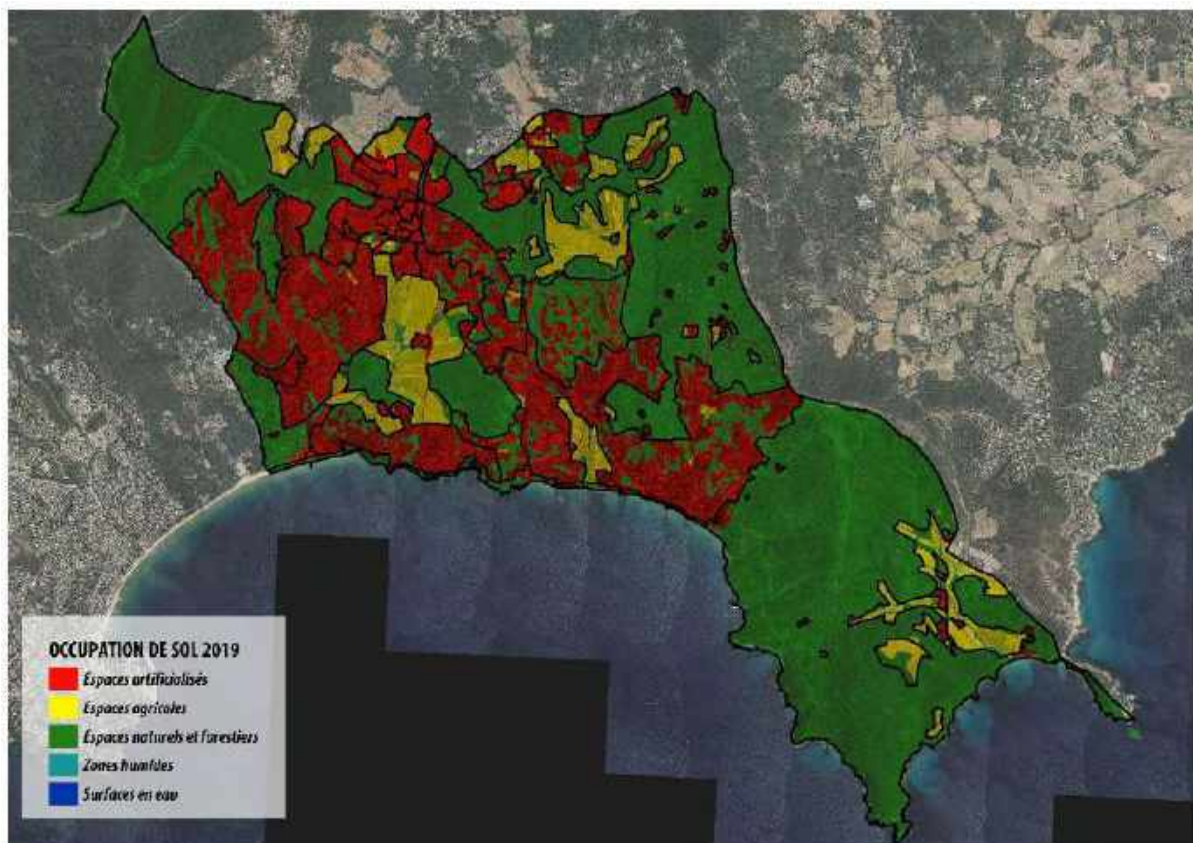 OCCUPATION DE SOL 2019
Espaces artificialisés
Espaces agricoles
Espaces naturels et forestiers
Zones humides
Surfaces en eau